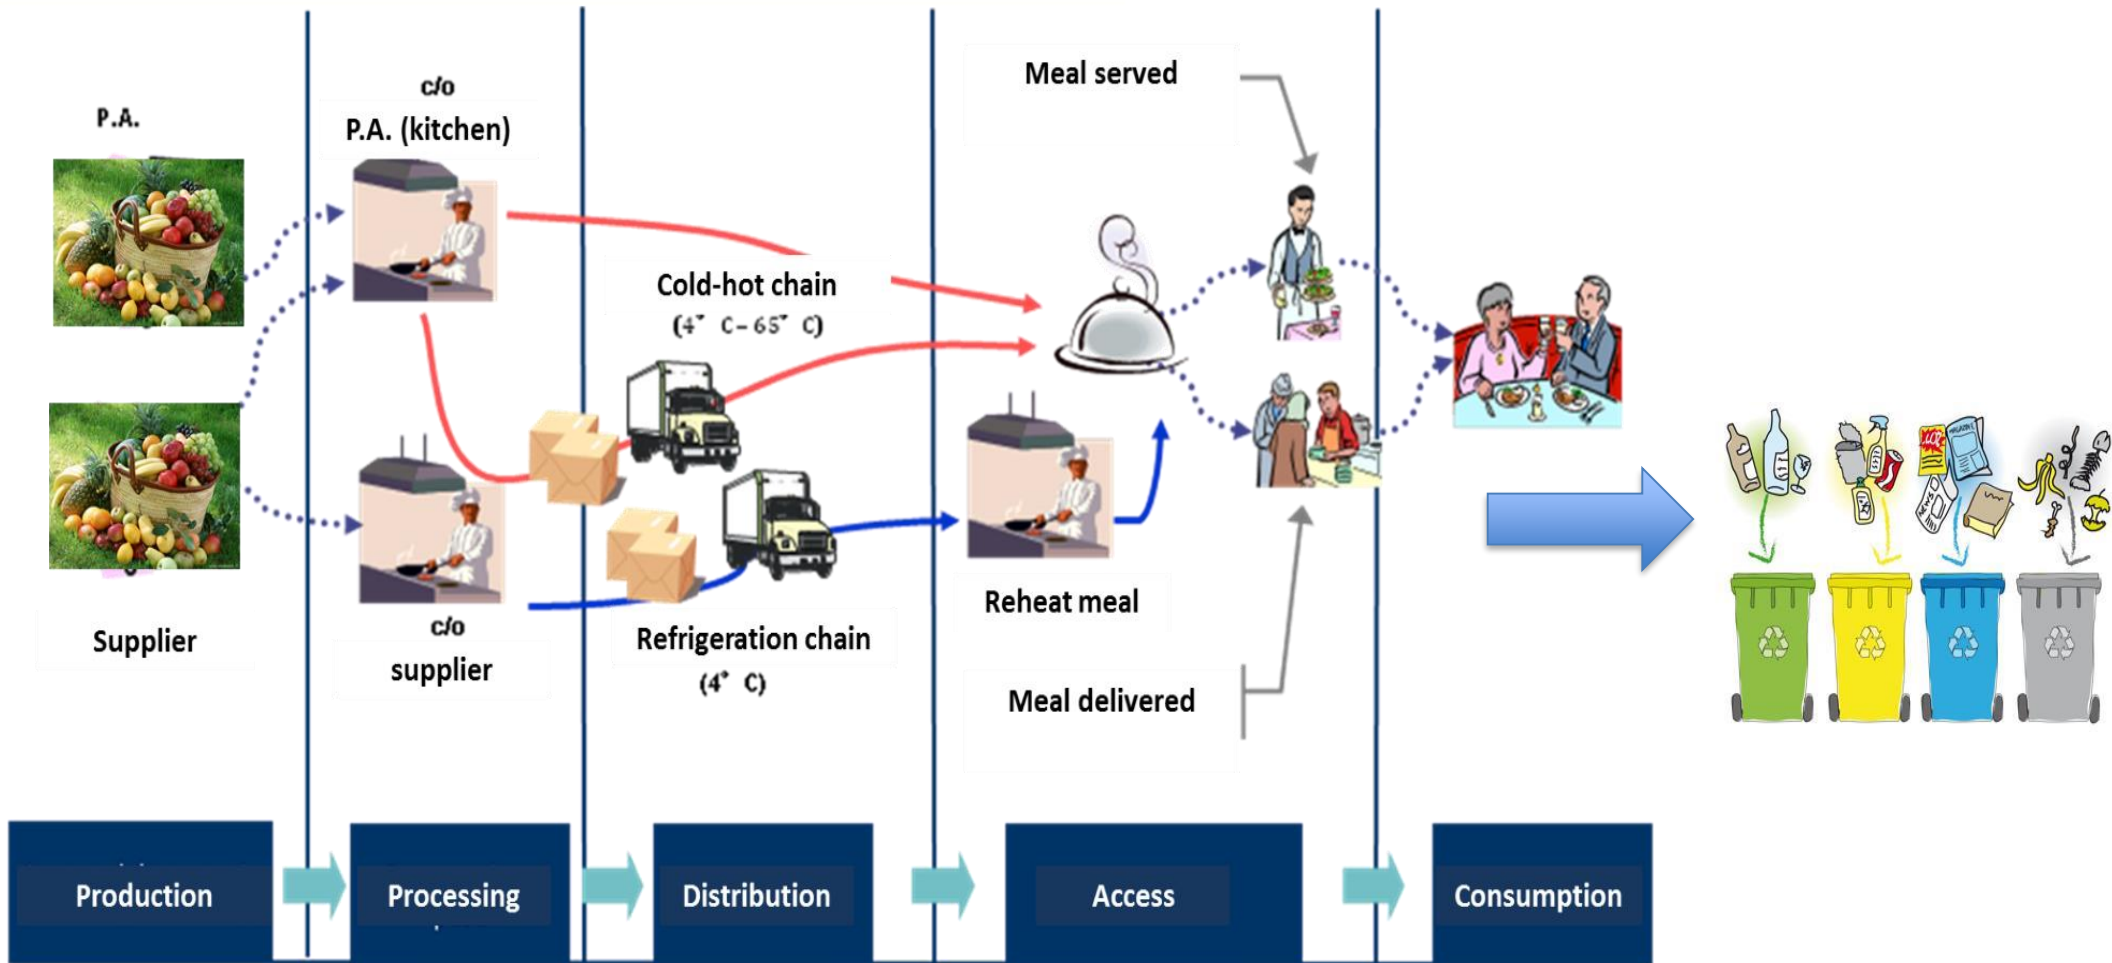 P.A.
Supplier
c/o
P.A. (kitchen)
c/o
supplier
Cold-hot chain
(4° C – 65° C)
Refrigeration chain
(4° C)
Meal served
Reheat meal
Meal delivered
Production
Processing
Distribution
Access
Consumption